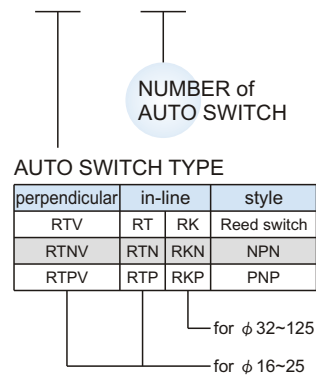 NUMBER of
AUTO SWITCH
AUTO SWITCH TYPE
perpendicular in-line style
RTV RT RK Reed switch
RTNV RTN RKN NPN
RTPV RTP RKP PNP
for φ 32~125
for φ 16~25